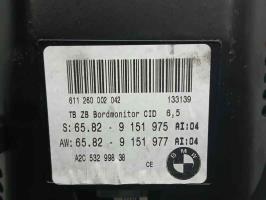 611 260 002 042 133139
TB ZB Bordmonitor CID 6,5
S: 65.82 - 9 151 975 AI:04
AW: 65.82 - 9 151 977 AI:04
A2C 532 998 38 CE
BMW